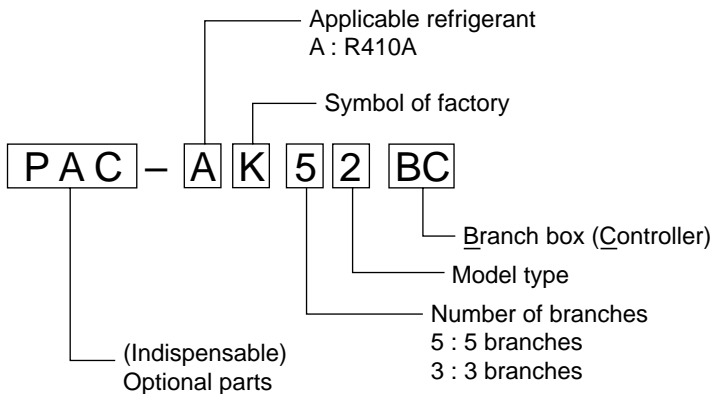 Applicable refrigerant
A : R410A
Symbol of factory
PAC – A K 5 2 BC
Branch box (Controller)
Model type
Number of branches
5 : 5 branches
3 : 3 branches
(Indispensable)
Optional parts